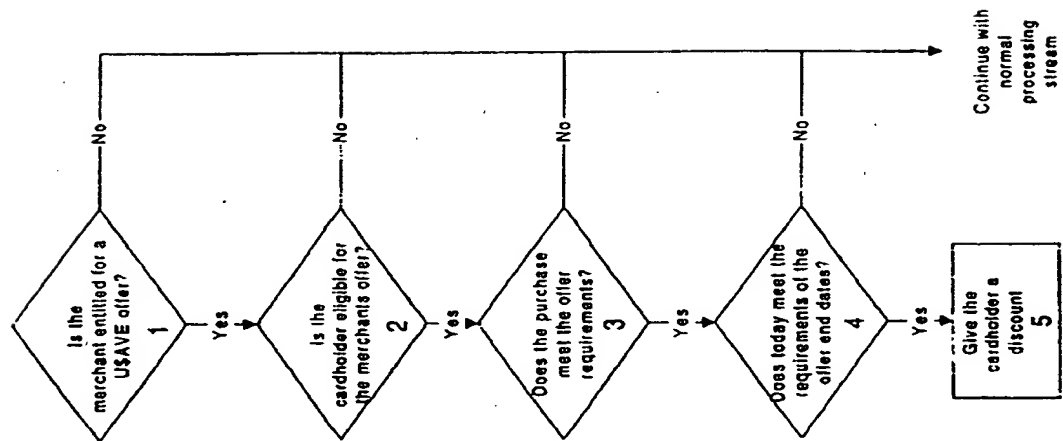 Is the
merchant entitled for a
U$AVE offer?
1
No
Yes
Is the
cardholder eligible for
the merchants offer?
2
No
Yes
Does the purchase
meet the offer
requirements?
3
No
Yes
Does today meet the
requirements of the
offer end dates?
4
No
Yes
Give the
cardholder a
discount
5
Continue with
normal
processing
stream